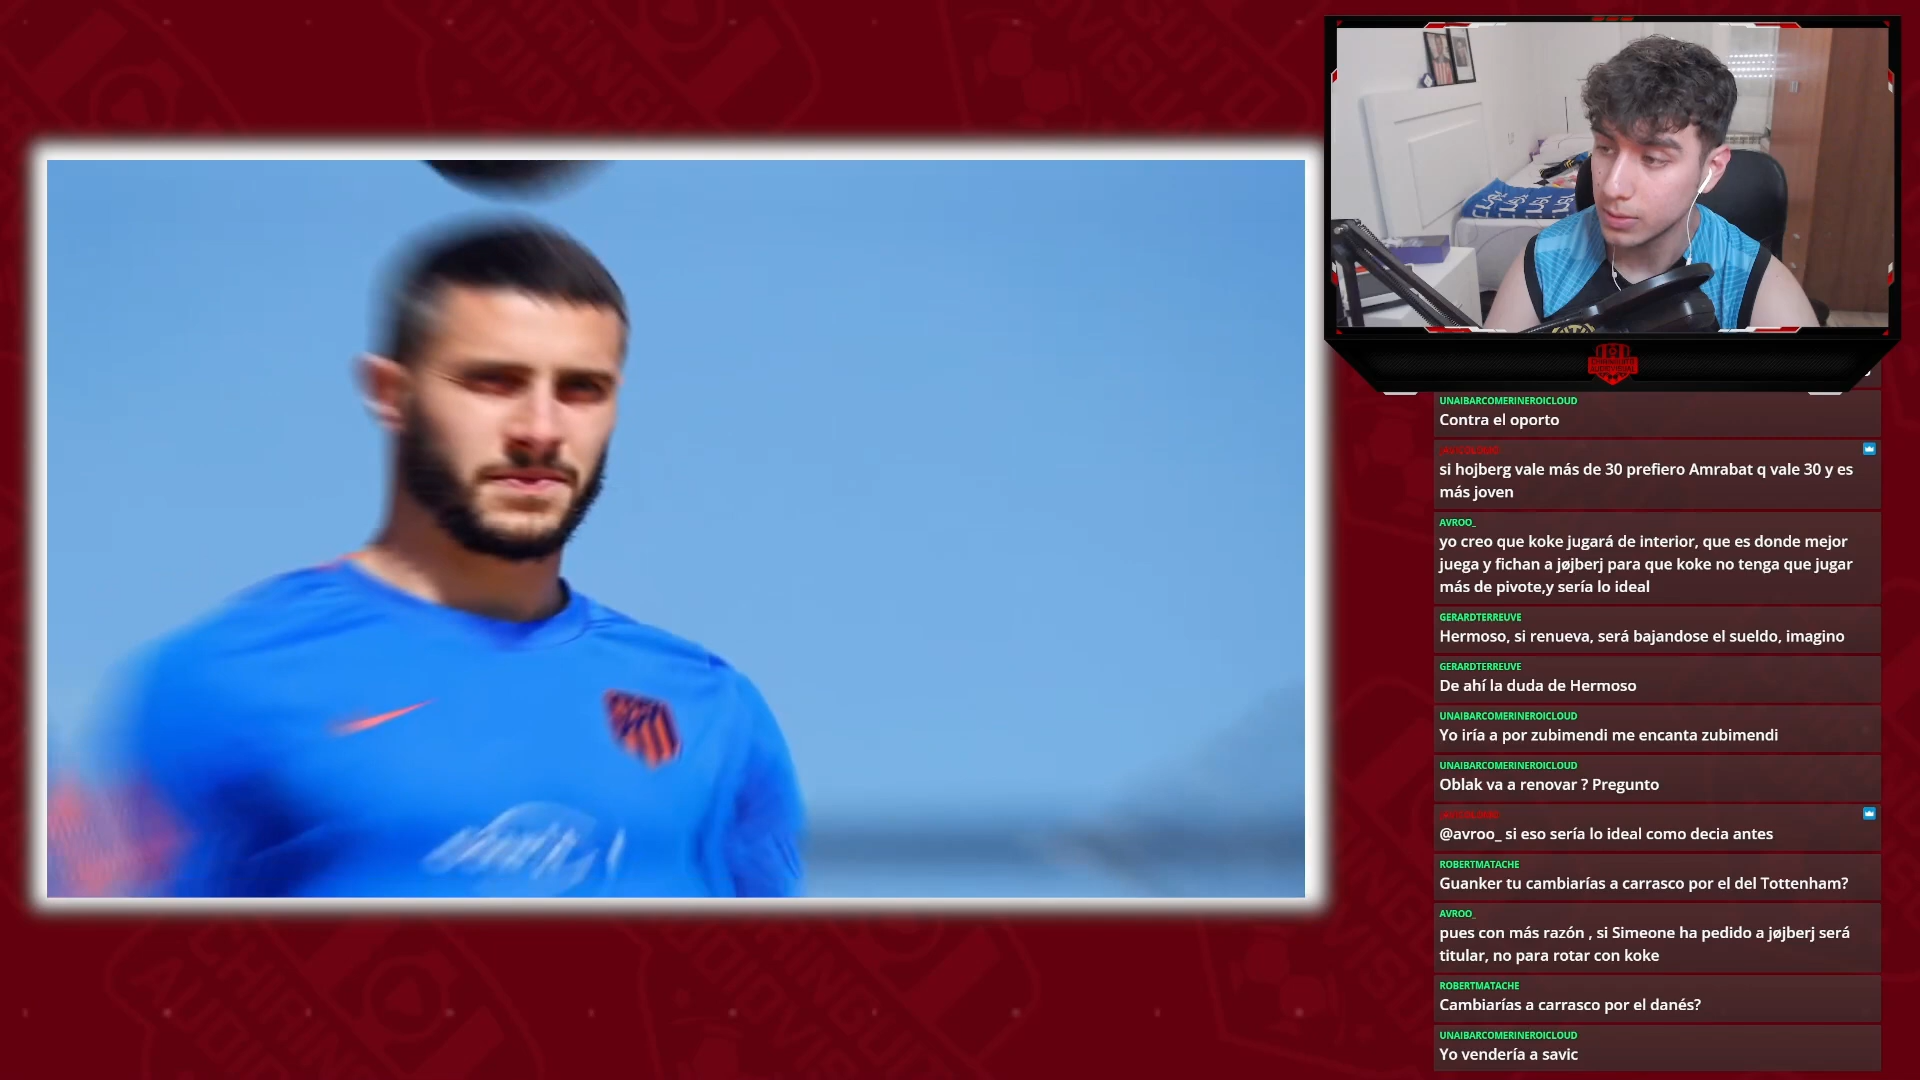 UNAIBARCOMERINEROICLOUD
Contra el oporto
si hojberg vale más de 30 prefiero Amrabat q vale 30 y es
más joven
AVROO_
yo creo que koke jugará de interior, que es donde mejor
juega y fichan a jøjberj para que koke no tenga que jugar
más de pivote,y sería lo ideal
GERARDTERREUVE
Hermoso, si renueva, será bajandose el sueldo, imagino
GERARDTERREUVE
De ahí la duda de Hermoso
UNAIBARCOMERINEROICLOUD
Yo iría a por zubimendi me encanta zubimendi
UNAIBARCOMERINEROICLOUD
Oblak va a renovar ? Pregunto
@avroo_ si eso sería lo ideal como decia antes
ROBERTMATACHE
Guanker tu cambiarías a carrasco por el del Tottenham?
AVROO_
pues con más razón , si Simeone ha pedido a jøjberj será
titular, no para rotar con koke
ROBERTMATACHE
Cambiarías a carrasco por el danés?
UNAIBARCOMERINEROICLOUD
Yo vendería a savic